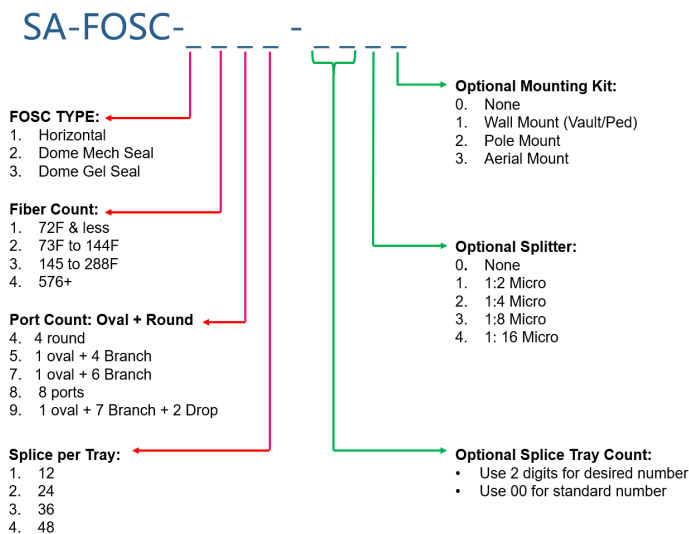 SA-FOSC-_ _ _ _ - _ _ _ _
FOSC TYPE:
1. Horizontal
2. Dome Mech Seal
3. Dome Gel Seal
Fiber Count:
1. 72F & less
2. 73F to 144F
3. 145 to 288F
4. 576+
Port Count: Oval + Round
4. 4 round
5. 1 oval + 4 Branch
7. 1 oval + 6 Branch
8. 8 ports
9. 1 oval + 7 Branch + 2 Drop
Splice per Tray:
1. 12
2. 24
3. 36
4. 48
Optional Mounting Kit:
0. None
1. Wall Mount (Vault/Ped)
2. Pole Mount
3. Aerial Mount
Optional Splitter:
0. None
1. 1:2 Micro
2. 1:4 Micro
3. 1:8 Micro
4. 1: 16 Micro
Optional Splice Tray Count:
• Use 2 digits for desired number
• Use 00 for standard number